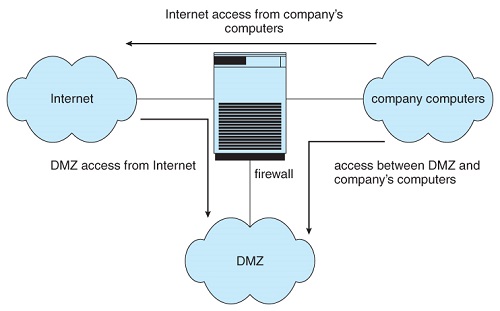 Internet access from company's
computers
Internet
company computers
DMZ access from Internet
firewall
access between DMZ and
company's computers
DMZ